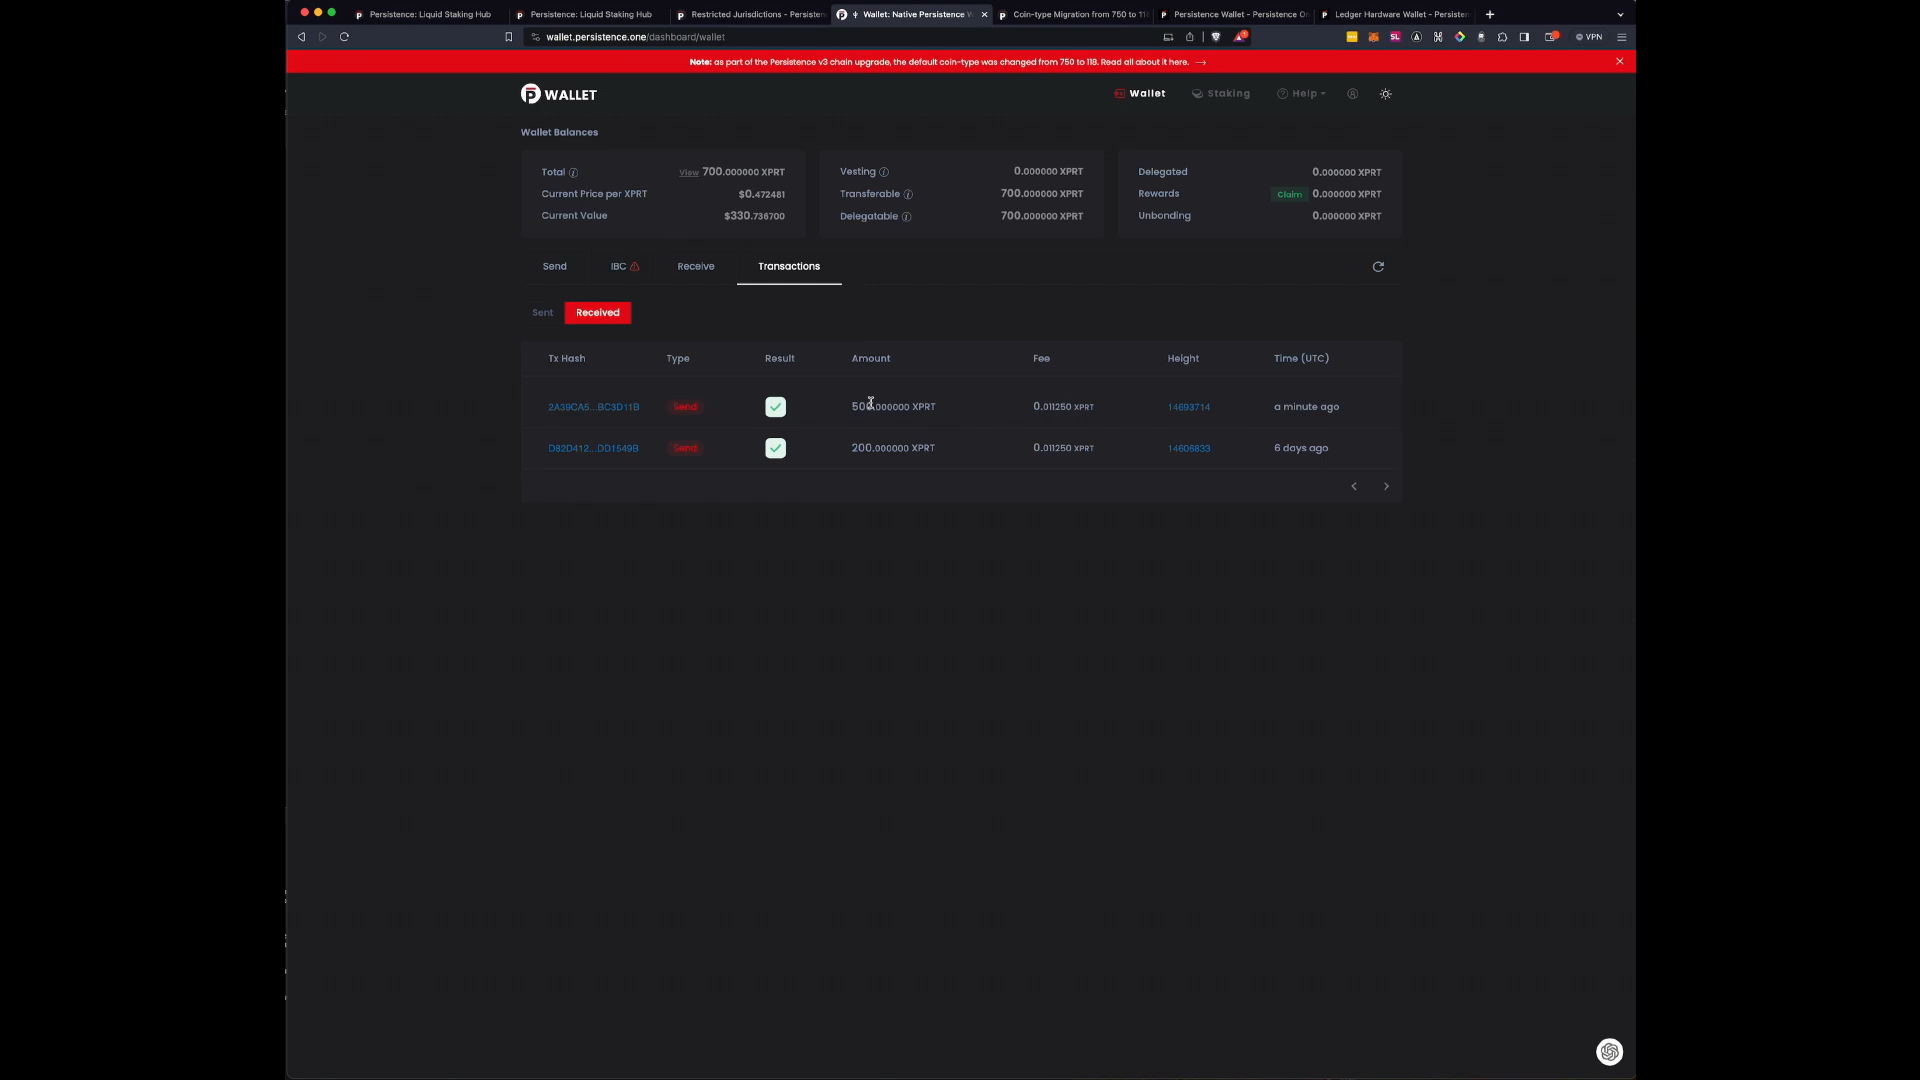 Persistence: Liquid Staking Hub
Persistence: Liquid Staking Hub
Restricted Jurisdictions - Persisten
Wallet: Native Persistence W
Coin-type Migration from 750 to 118
Persistence Wallet - Persistence On
Ledger Hardware Wallet - Persisten
wallet.persistence.one/dashboard/wallet
VPN
Note: as part of the Persistence v3 chain upgrade, the default coin-type was changed from 750 to 118. Read all about it here. →
WALLET
Wallet
Staking
Help
Wallet Balances
Total View 700.000000 XPRT
Current Price per XPRT $0.472481
Current Value $330.736700
Vesting 0.000000 XPRT
Transferable 700.000000 XPRT
Delegatable 700.000000 XPRT
Delegated 0.000000 XPRT
Rewards Claim 0.000000 XPRT
Unbonding 0.000000 XPRT
Send IBC Receive Transactions
Sent Received
Tx Hash Type Result Amount Fee Height Time (UTC)
2A39CA5...BC3D11B Send 500.000000 XPRT 0.011250 XPRT 14693714 a minute ago
D82D412...DD1549B Send 200.000000 XPRT 0.011250 XPRT 14606833 6 days ago